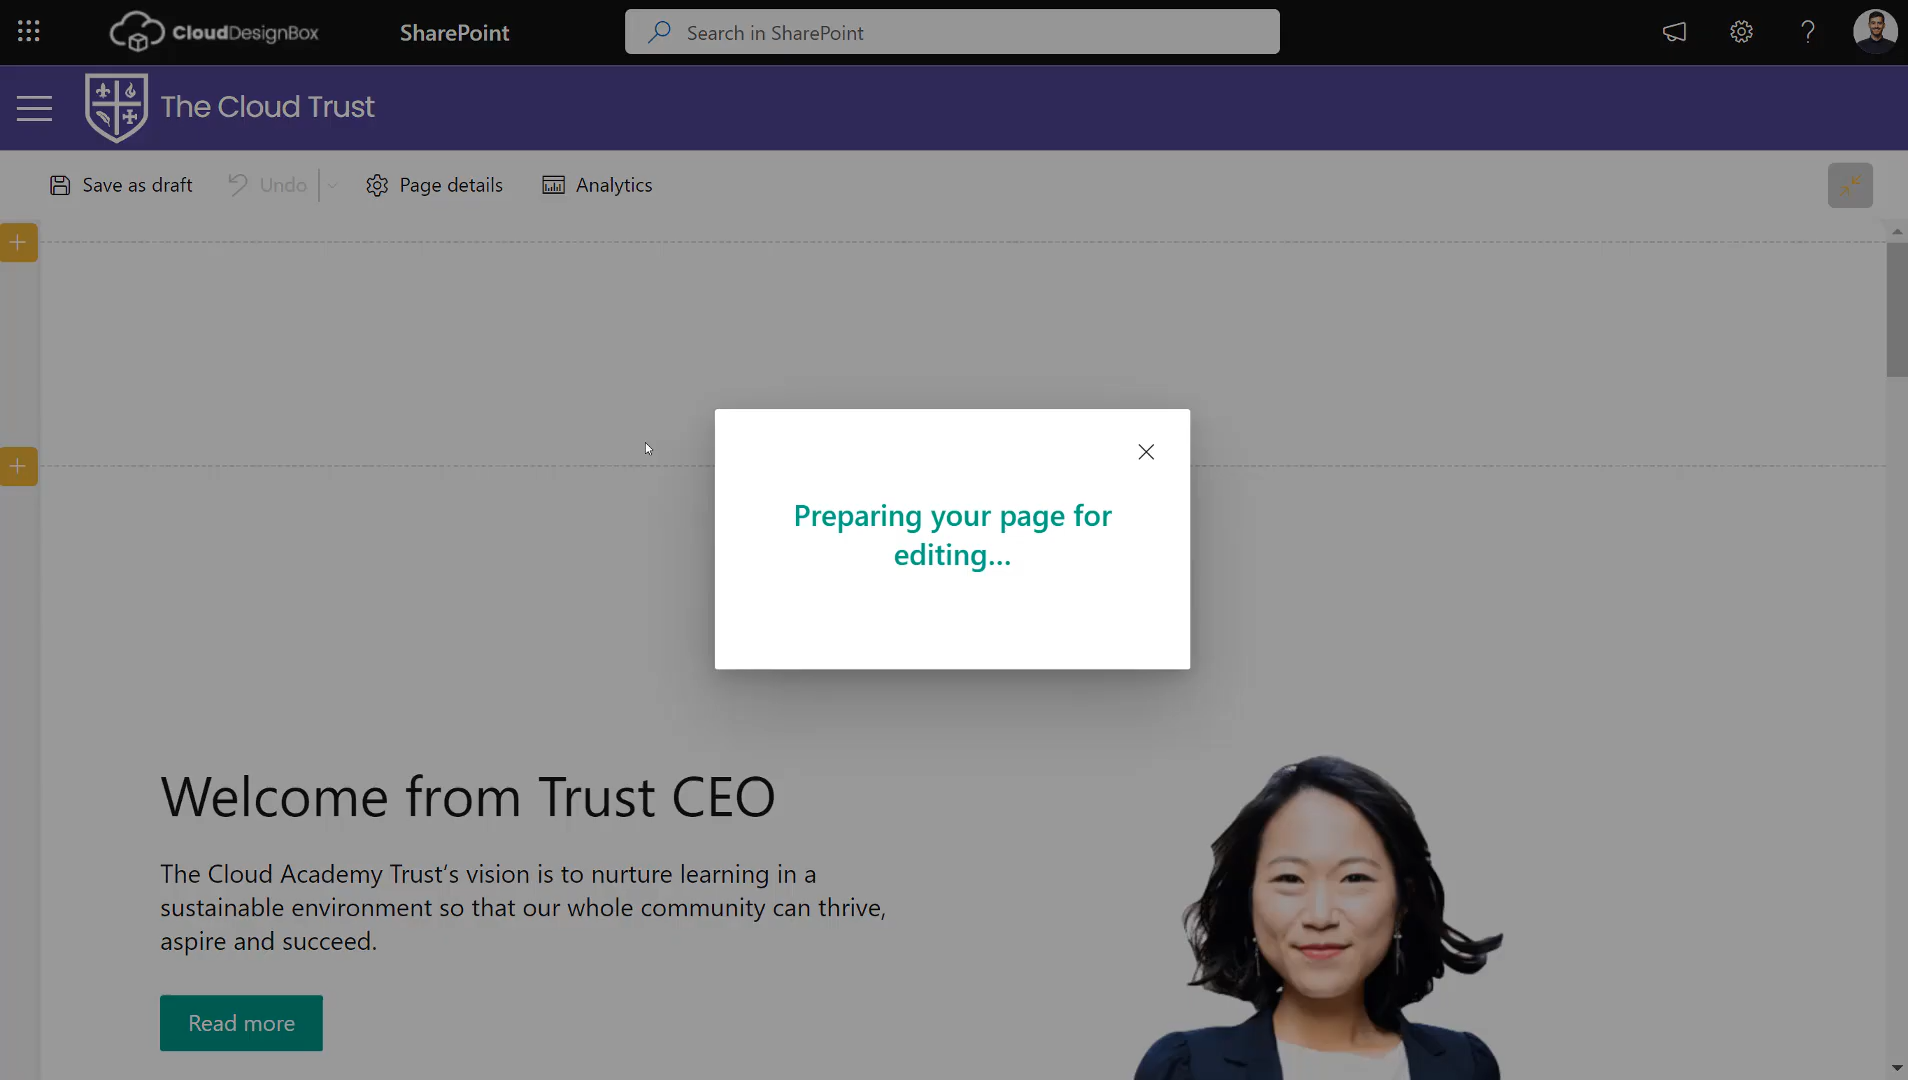 CloudDesignBox
SharePoint
Search in SharePoint
The Cloud Trust
Save as draft
Undo
Page details
Analytics
Preparing your page for
editing...
Welcome from Trust CEO
The Cloud Academy Trust's vision is to nurture learning in a
sustainable environment so that our whole community can thrive,
aspire and succeed.
Read more